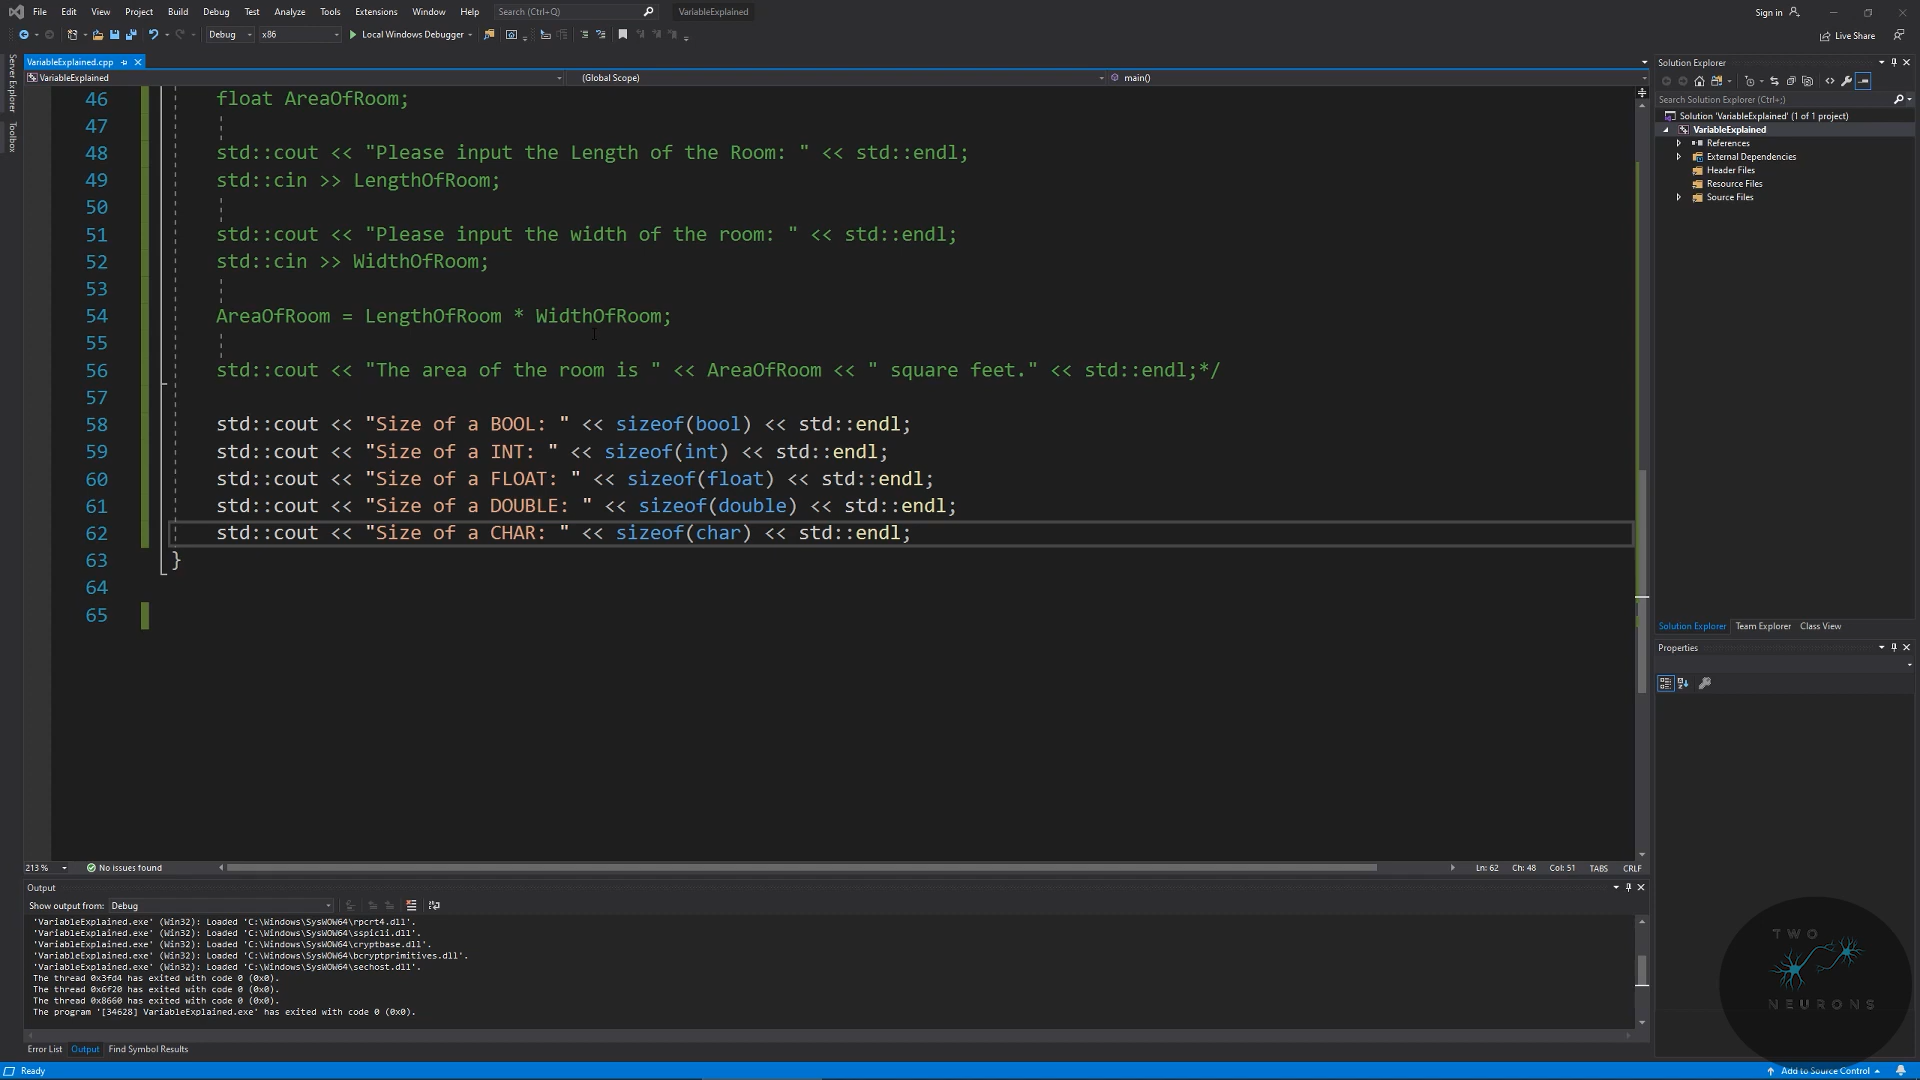 File Edit View Project Build Debug Test Analyze Tools Extensions Window Help Search (Ctrl+Q) VariableExplained Sign in
Debug x86 Local Windows Debugger Live Share
Server Explorer
Toolbox
VariableExplained.cpp
VariableExplained (Global Scope) main()
46 float AreaOfRoom;
47
48 std::cout << "Please input the Length of the Room: " << std::endl;
49 std::cin >> LengthOfRoom;
50
51 std::cout << "Please input the width of the room: " << std::endl;
52 std::cin >> WidthOfRoom;
53
54 AreaOfRoom = LengthOfRoom * WidthOfRoom;
55
56 std::cout << "The area of the room is " << AreaOfRoom << " square feet." << std::endl;*/
57
58 std::cout << "Size of a BOOL: " << sizeof(bool) << std::endl;
59 std::cout << "Size of a INT: " << sizeof(int) << std::endl;
60 std::cout << "Size of a FLOAT: " << sizeof(float) << std::endl;
61 std::cout << "Size of a DOUBLE: " << sizeof(double) << std::endl;
62 std::cout << "Size of a CHAR: " << sizeof(char) << std::endl;
63 }
64
65
213 % No issues found Ln: 62 Ch: 48 Col: 51 TABS CRLF
Solution Explorer
Search Solution Explorer (Ctrl+;)
Solution 'VariableExplained' (1 of 1 project)
VariableExplained
References
External Dependencies
Header Files
Resource Files
Source Files
Solution Explorer Team Explorer Class View
Properties
Output
Show output from: Debug
'VariableExplained.exe' (Win32): Loaded 'C:\Windows\SysWOW64\rpcrt4.dll'.
'VariableExplained.exe' (Win32): Loaded 'C:\Windows\SysWOW64\sspicli.dll'.
'VariableExplained.exe' (Win32): Loaded 'C:\Windows\SysWOW64\cryptbase.dll'.
'VariableExplained.exe' (Win32): Loaded 'C:\Windows\SysWOW64\bcryptprimitives.dll'.
'VariableExplained.exe' (Win32): Loaded 'C:\Windows\SysWOW64\sechost.dll'.
The thread 0x3fd4 has exited with code 0 (0x0).
The thread 0x6f20 has exited with code 0 (0x0).
The thread 0x8660 has exited with code 0 (0x0).
The program '[34628] VariableExplained.exe' has exited with code 0 (0x0).
Error List Output Find Symbol Results
Ready Add to Source Control
TWO
NEURONS